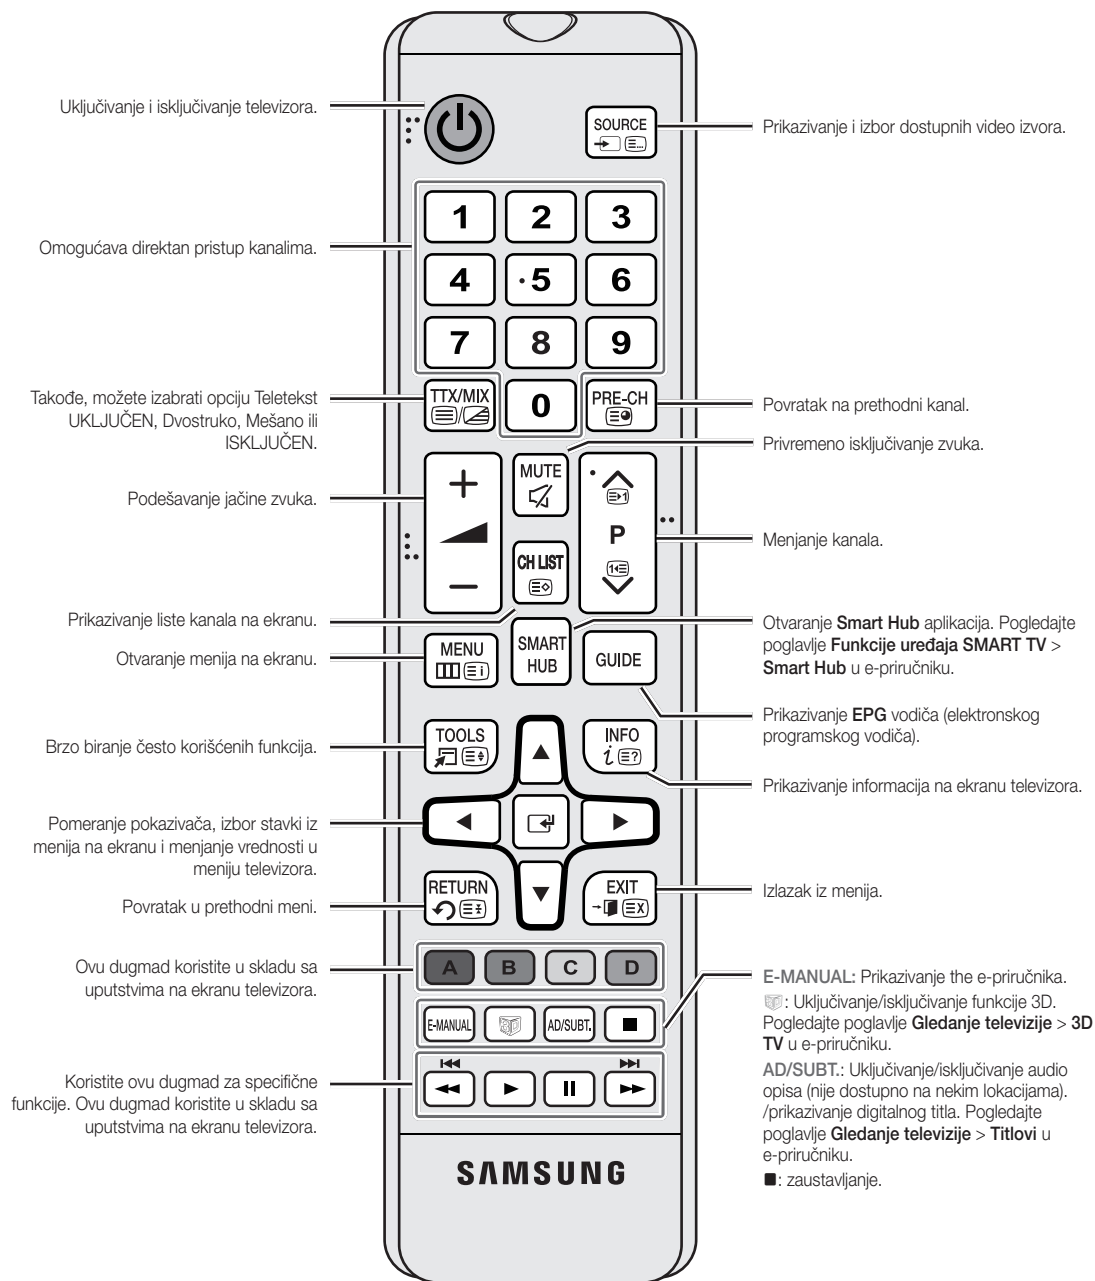 Uključivanje i isključivanje televizora.
SOURCE
Prikazivanje i izbor dostupnih video izvora.
1 2 3
Omogućava direktan pristup kanalima.
4 5 6
7 8 9
Takođe, možete izabrati opciju Teletekst
UKLJUČEN, Dvostruko, Mešano ili
ISKLJUČEN.
TTX/MIX
0
PRE-CH
Povratak na prethodni kanal.
Privremeno isključivanje zvuka.
MUTE
Podešavanje jačine zvuka.
P
Menjanje kanala.
CH LIST
Prikazivanje liste kanala na ekranu.
Otvaranje menija na ekranu.
MENU
SMART
HUB
GUIDE
Otvaranje Smart Hub aplikacija. Pogledajte
poglavlje Funkcije uređaja SMART TV >
Smart Hub u e-priručniku.
Prikazivanje EPG vodiča (elektronskog
programskog vodiča).
Brzo biranje često korišćenih funkcija.
TOOLS
INFO
Prikazivanje informacija na ekranu televizora.
Pomeranje pokazivača, izbor stavki iz
menija na ekranu i menjanje vrednosti u
meniju televizora.
Povratak u prethodni meni.
RETURN
EXIT
Izlazak iz menija.
Ovu dugmad koristite u skladu sa
uputstvima na ekranu televizora.
A B C D
E-MANUAL
AD/SUBT.
E-MANUAL: Prikazivanje the e-priručnika.
: Uključivanje/isključivanje funkcije 3D.
Pogledajte poglavlje Gledanje televizije > 3D
TV u e-priručniku.
AD/SUBT.: Uključivanje/isključivanje audio
opisa (nije dostupno na nekim lokacijama).
/prikazivanje digitalnog titla. Pogledajte
poglavlje Gledanje televizije > Titlovi u
e-priručniku.
■: zaustavljanje.
Koristite ovu dugmad za specifične
funkcije. Ovu dugmad koristite u skladu sa
uputstvima na ekranu televizora.
SAMSUNG